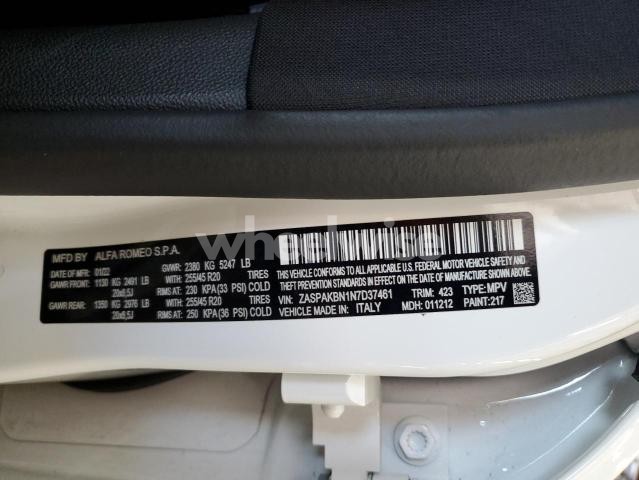 MFD BY ALFA ROMEO S.P.A.
DATE OF MFD: 01/22 GVWR: 2380 KG 5247 LB
GAWR FRONT: 1130 KG 2491 LB 255/45 R20 TIRES
20x8,5J RIMS AT: 230 KPA(33 PSI) COLD
GAWR REAR: 1350 KG 2976 LB 255/45 R20 TIRES
20x8,5J RIMS AT: 250 KPA(36 PSI) COLD
THIS VEHICLE CONFORMS TO ALL APPLICABLE U.S. FEDERAL MOTOR VEHICLE SAFETY AND
THEFT PREVENTION STANDARDS IN EFFECT ON THE DATE OF MANUFACTURE SHOWN ABOVE.
VIN: ZASPAKBN1N7D37461 TRIM: 423 TYPE: MPV
VEHICLE MADE IN: ITALY MDH: 011212 PAINT: 217
wheelwise